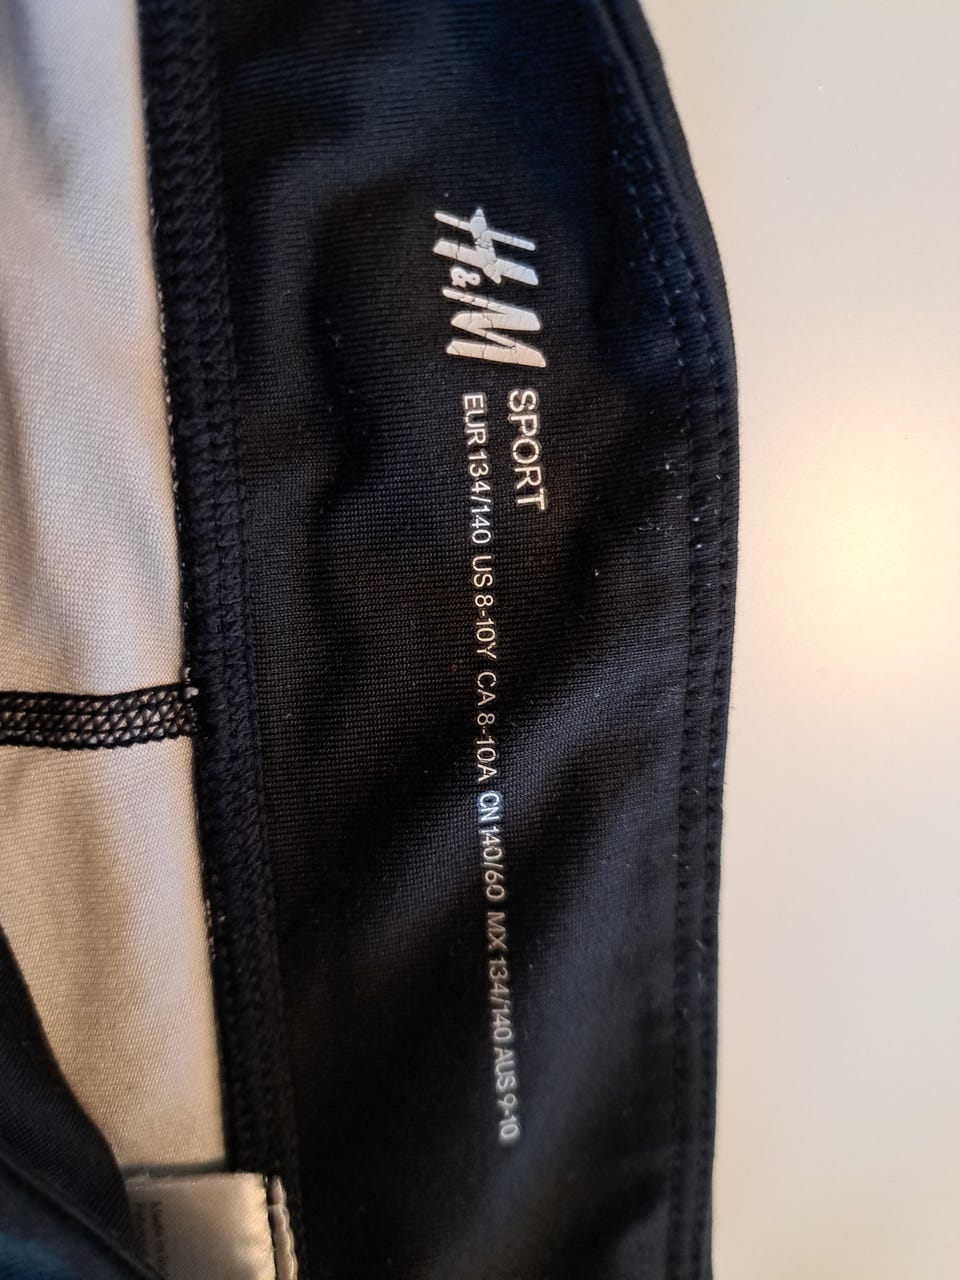 H&M
SPORT
EUR 134/140 US 8-10Y CA 8-10A CN 140/60 MX 134/140 AUS 9-10